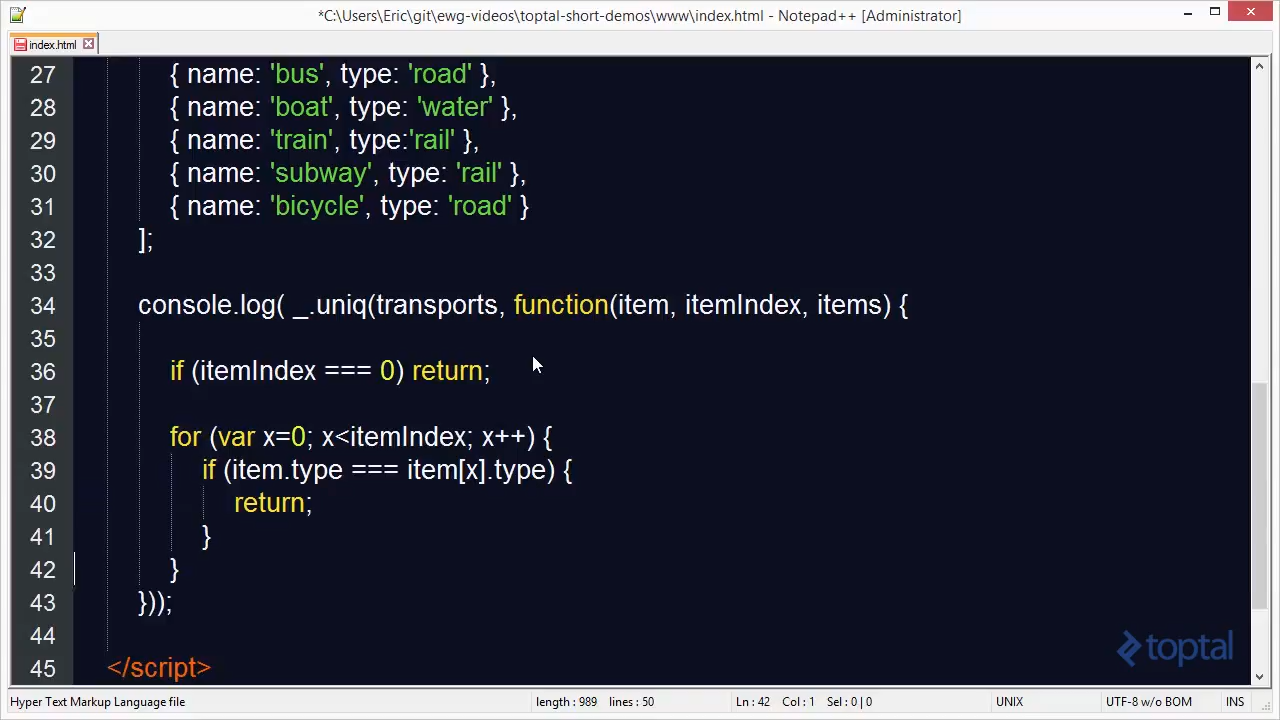 *C:\Users\Eric\git\ewg-videos\toptal-short-demos\www\index.html - Notepad++ [Administrator]
index.html
27 { name: 'bus', type: 'road' },
28 { name: 'boat', type: 'water' },
29 { name: 'train', type:'rail' },
30 { name: 'subway', type: 'rail' },
31 { name: 'bicycle', type: 'road' }
32 ];
33
34 console.log( _.uniq(transports, function(item, itemIndex, items) {
35
36 if (itemIndex === 0) return;
37
38 for (var x=0; x<itemIndex; x++) {
39 if (item.type === item[x].type) {
40 return;
41 }
42 }
43 }));
44
45 </script>
toptal
Hyper Text Markup Language file length : 989 lines : 50 Ln : 42 Col : 1 Sel : 0 | 0 UNIX UTF-8 w/o BOM INS